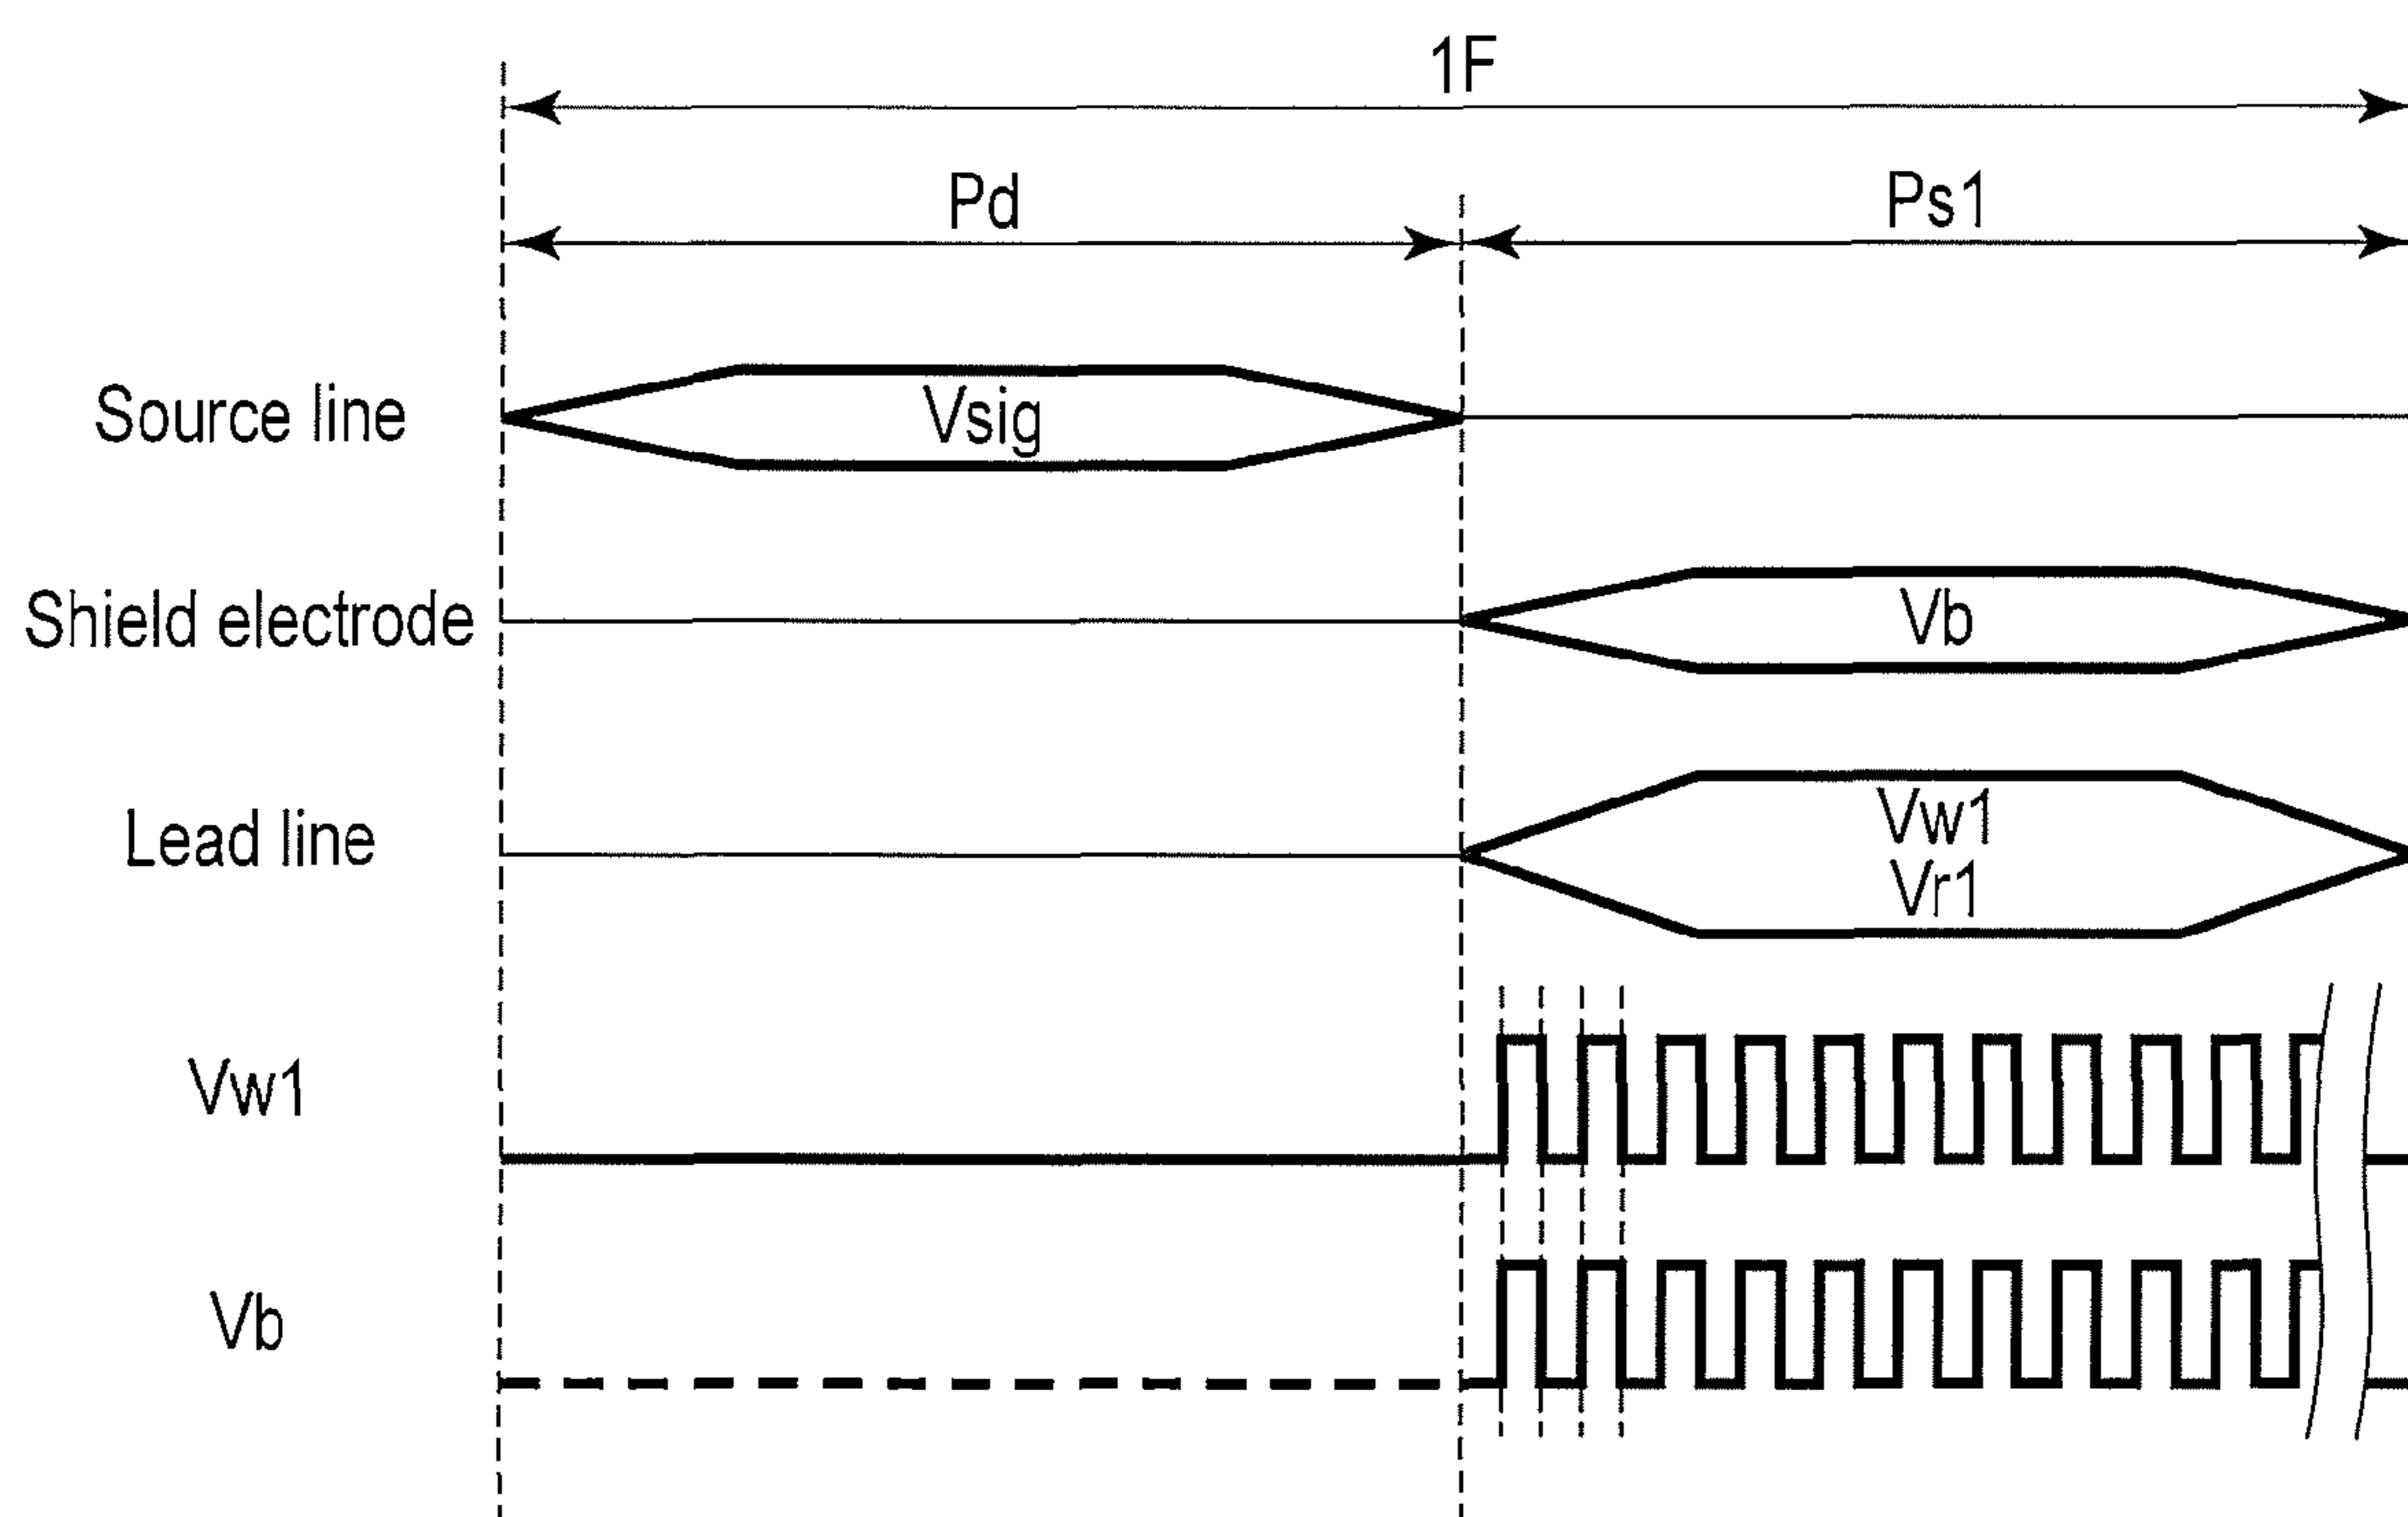 1F
Pd
Ps1
Source line
Vsig
Shield electrode
Vb
Lead line
Vw1
Vr1
Vw1
Vb